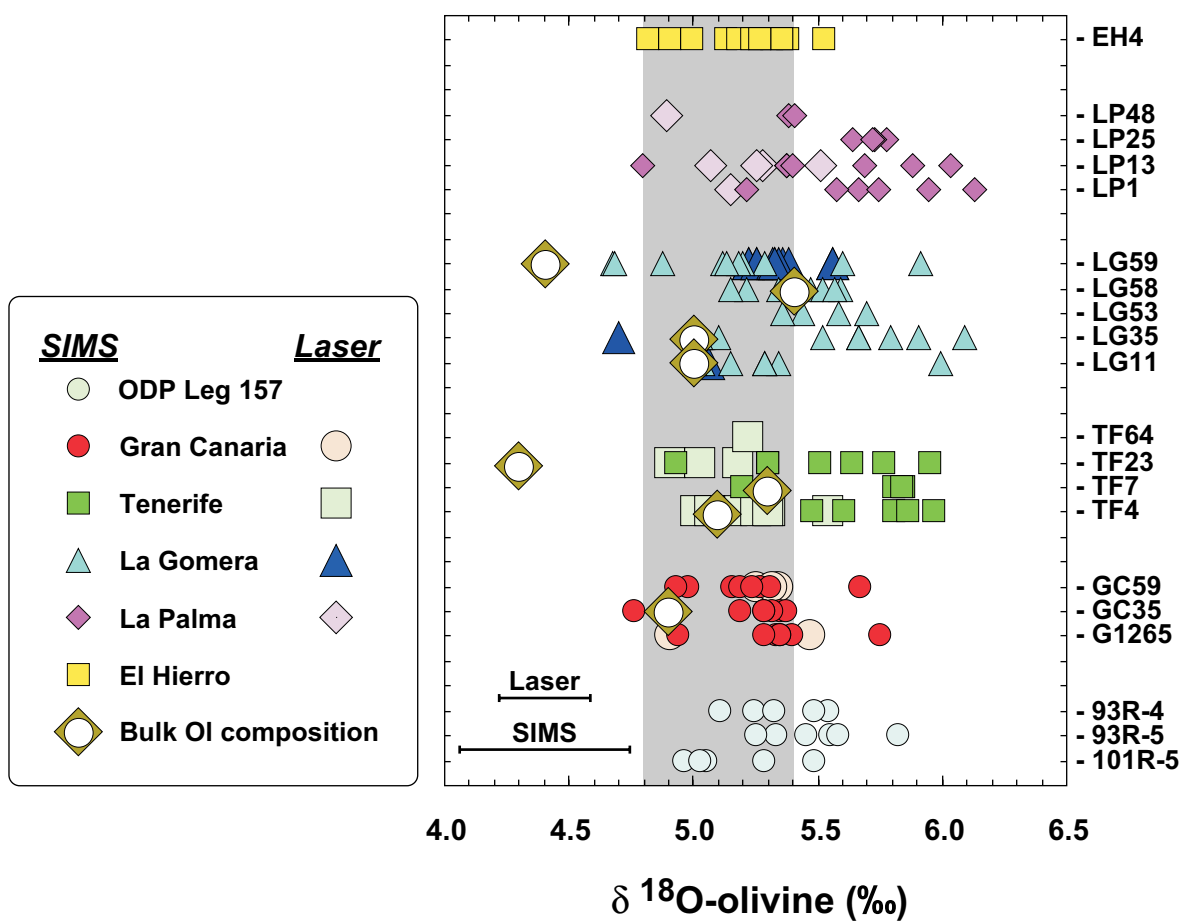 - EH4
- LP48
- LP25
- LP13
- LP1
- LG59
- LG58
- LG53
- LG35
- LG11
- TF64
- TF23
- TF7
- TF4
- GC59
- GC35
- G1265
- 93R-4
- 93R-5
- 101R-5
SIMS Laser
ODP Leg 157
Gran Canaria
Tenerife
La Gomera
La Palma
El Hierro
Bulk Ol composition
Laser
SIMS
4.0 4.5 5.0 5.5 6.0 6.5
δ 18O-olivine (‰)